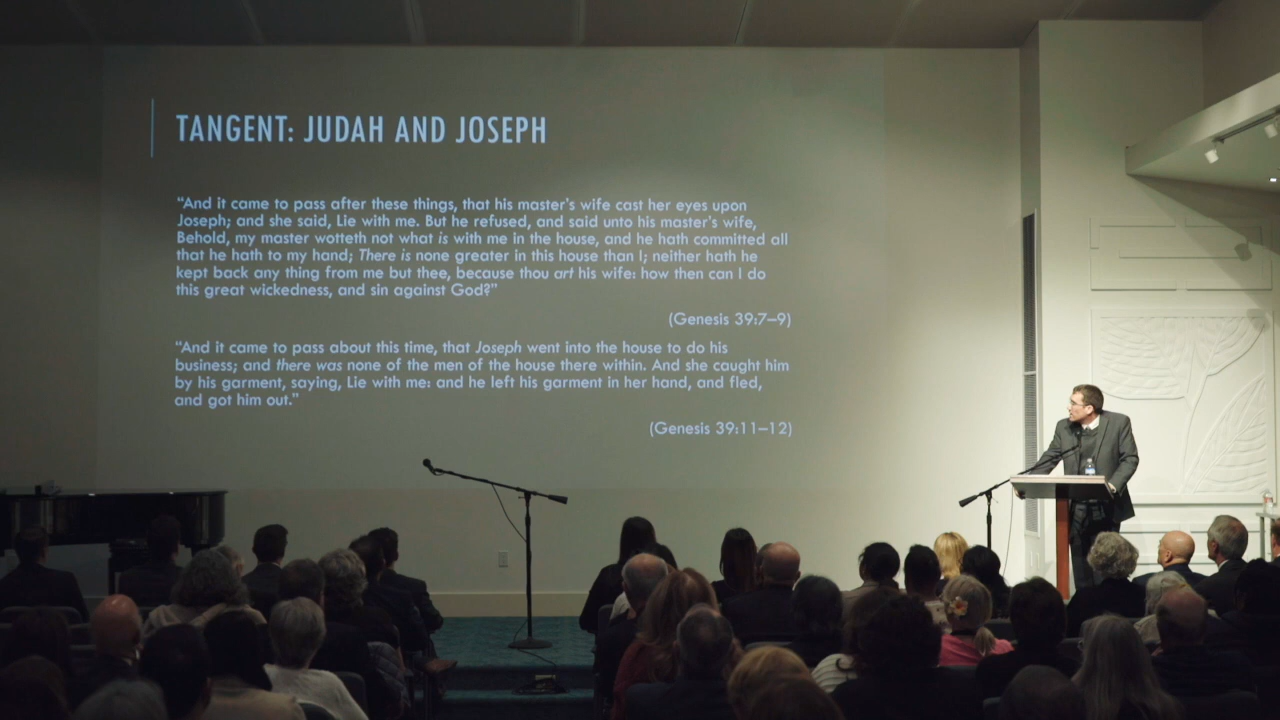 TANGENT: JUDAH AND JOSEPH
“And it came to pass after these things, that his master's wife cast her eyes upon
Joseph; and she said, Lie with me. But he refused, and said unto his master's wife,
Behold, my master wotteth not what is with me in the house, and he hath committed all
that he hath to my hand; There is none greater in this house than I; neither hath he
kept back any thing from me but thee, because thou art his wife: how then can I do
this great wickedness, and sin against God?”
(Genesis 39:7–9)
“And it came to pass about this time, that Joseph went into the house to do his
business; and there was none of the men of the house there within. And she caught him
by his garment, saying, Lie with me: and he left his garment in her hand, and fled,
and got him out.”
(Genesis 39:11–12)